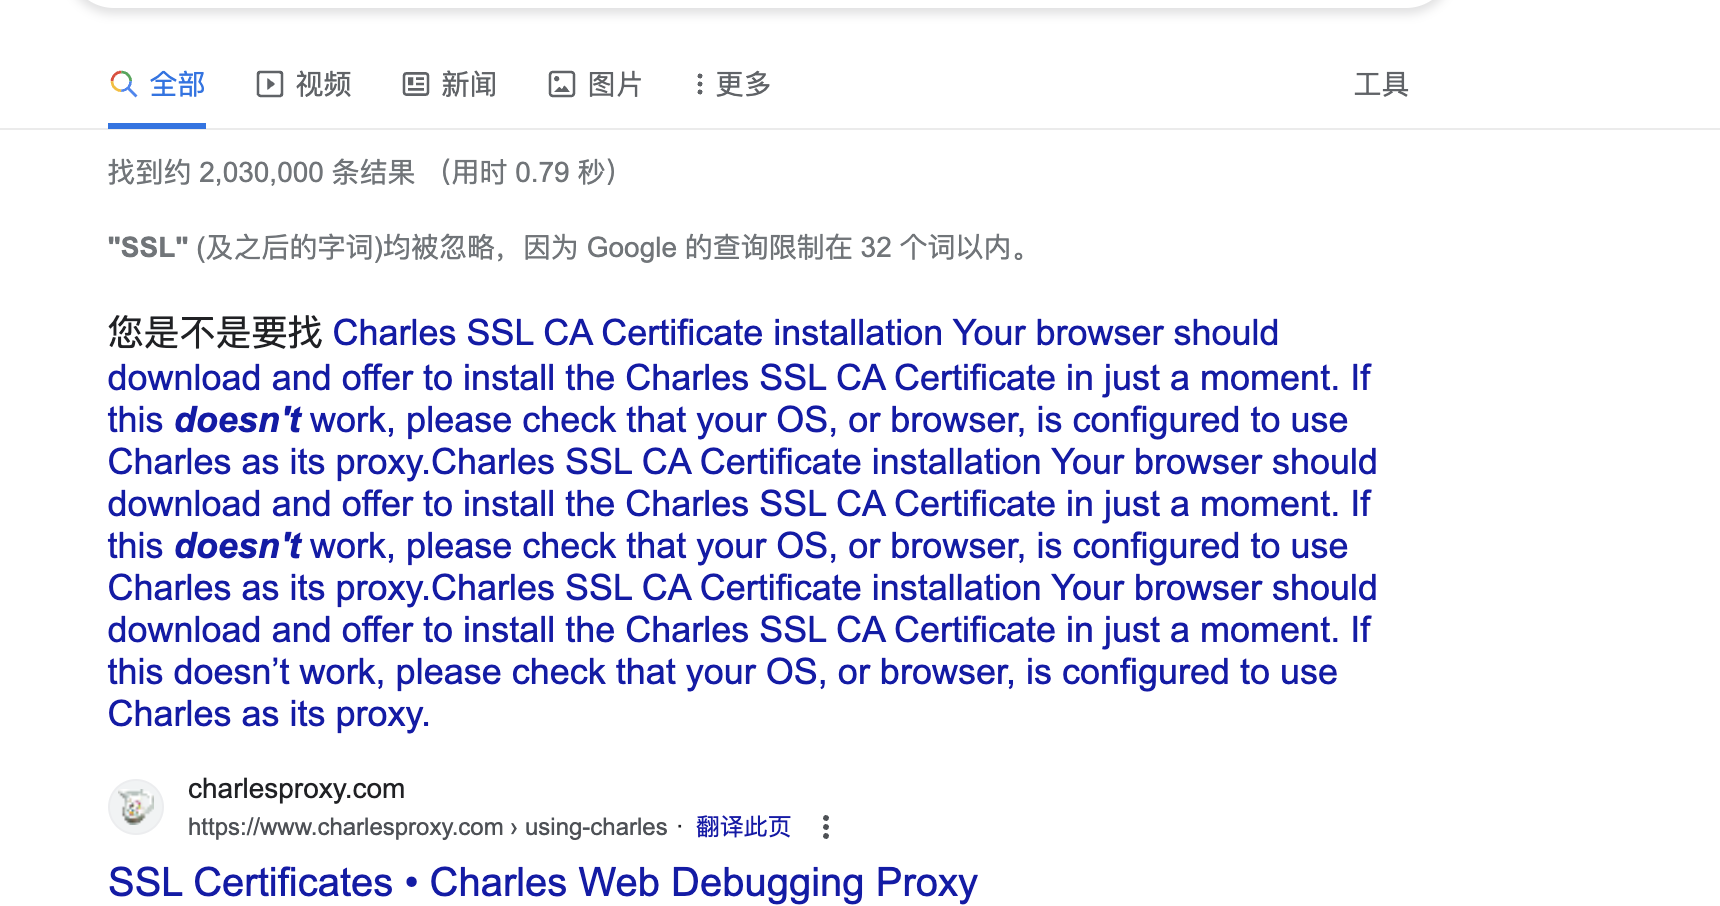 全部 视频 新闻 图片 更多 工具
找到约 2,030,000 条结果 （用时 0.79 秒）
"SSL" (及之后的字词)均被忽略，因为 Google 的查询限制在 32 个词以内。
您是不是要找 Charles SSL CA Certificate installation Your browser should
download and offer to install the Charles SSL CA Certificate in just a moment. If
this doesn't work, please check that your OS, or browser, is configured to use
Charles as its proxy.Charles SSL CA Certificate installation Your browser should
download and offer to install the Charles SSL CA Certificate in just a moment. If
this doesn't work, please check that your OS, or browser, is configured to use
Charles as its proxy.Charles SSL CA Certificate installation Your browser should
download and offer to install the Charles SSL CA Certificate in just a moment. If
this doesn’t work, please check that your OS, or browser, is configured to use
Charles as its proxy.
charlesproxy.com
https://www.charlesproxy.com › using-charles · 翻译此页
SSL Certificates • Charles Web Debugging Proxy